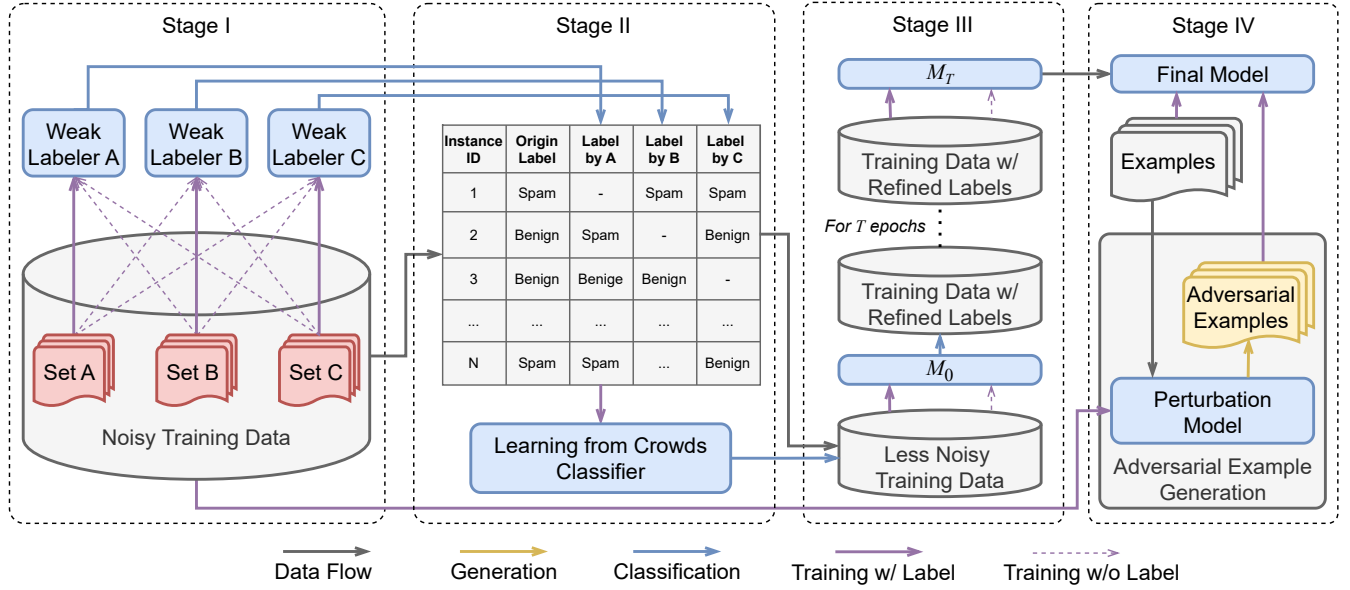 Stage I
Stage II
Stage III
Stage IV
Weak
Labeler A
Weak
Labeler B
Weak
Labeler C
Set A
Set B
Set C
Noisy Training Data
Instance ID Origin Label Label by A Label by B Label by C
1 Spam - Spam Spam
2 Benign Spam - Benign
3 Benign Benige Benign -
... ... ... ... ...
N Spam Spam ... Benign
Learning from Crowds
Classifier
M_T
Training Data w/
Refined Labels
For T epochs
Training Data w/
Refined Labels
M_0
Less Noisy
Training Data
Final Model
Examples
Adversarial
Examples
Perturbation
Model
Adversarial Example
Generation
Data Flow
Generation
Classification
Training w/ Label
Training w/o Label